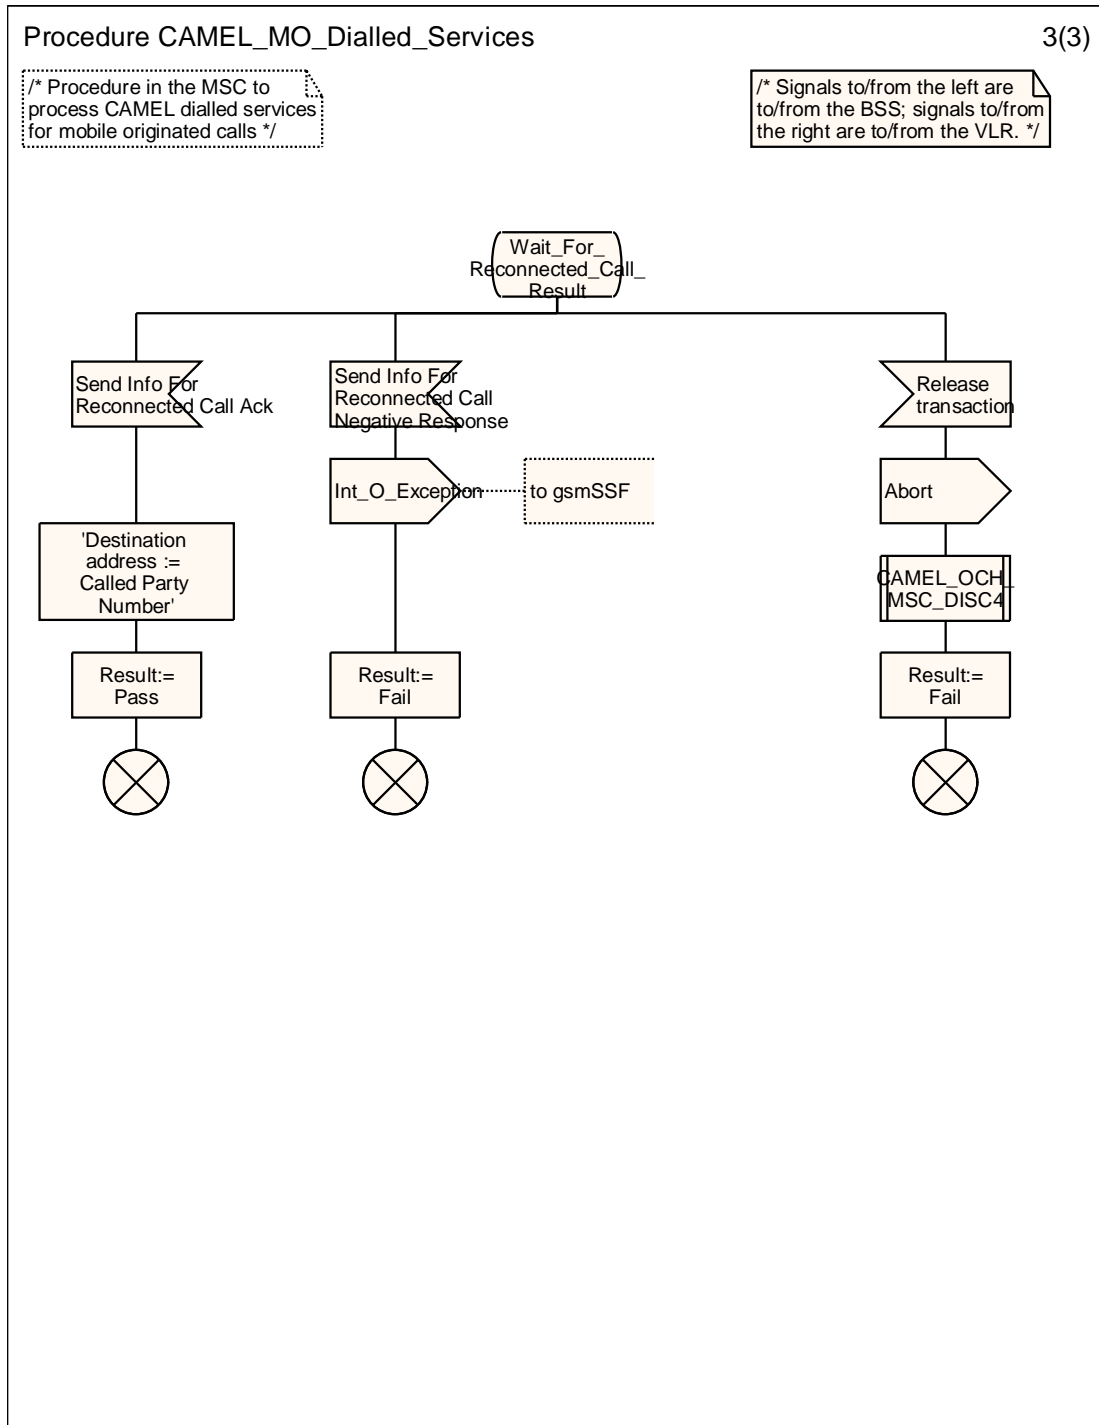 Procedure CAMEL_MO_Dialled_Services
3(3)
/* Procedure in the MSC to
process CAMEL dialled services
for mobile originated calls */
/* Signals to/from the left are
to/from the BSS; signals to/from
the right are to/from the VLR. */
Wait_For_
Reconnected_Call_
Result
Send Info For
Reconnected Call Ack
Send Info For
Reconnected Call
Negative Response
Release
transaction
Int_O_Exception
to gsmSSF
Abort
'Destination
address :=
Called Party
Number'
CAMEL_OCH_
MSC_DISC4
Result:=
Pass
Result:=
Fail
Result:=
Fail